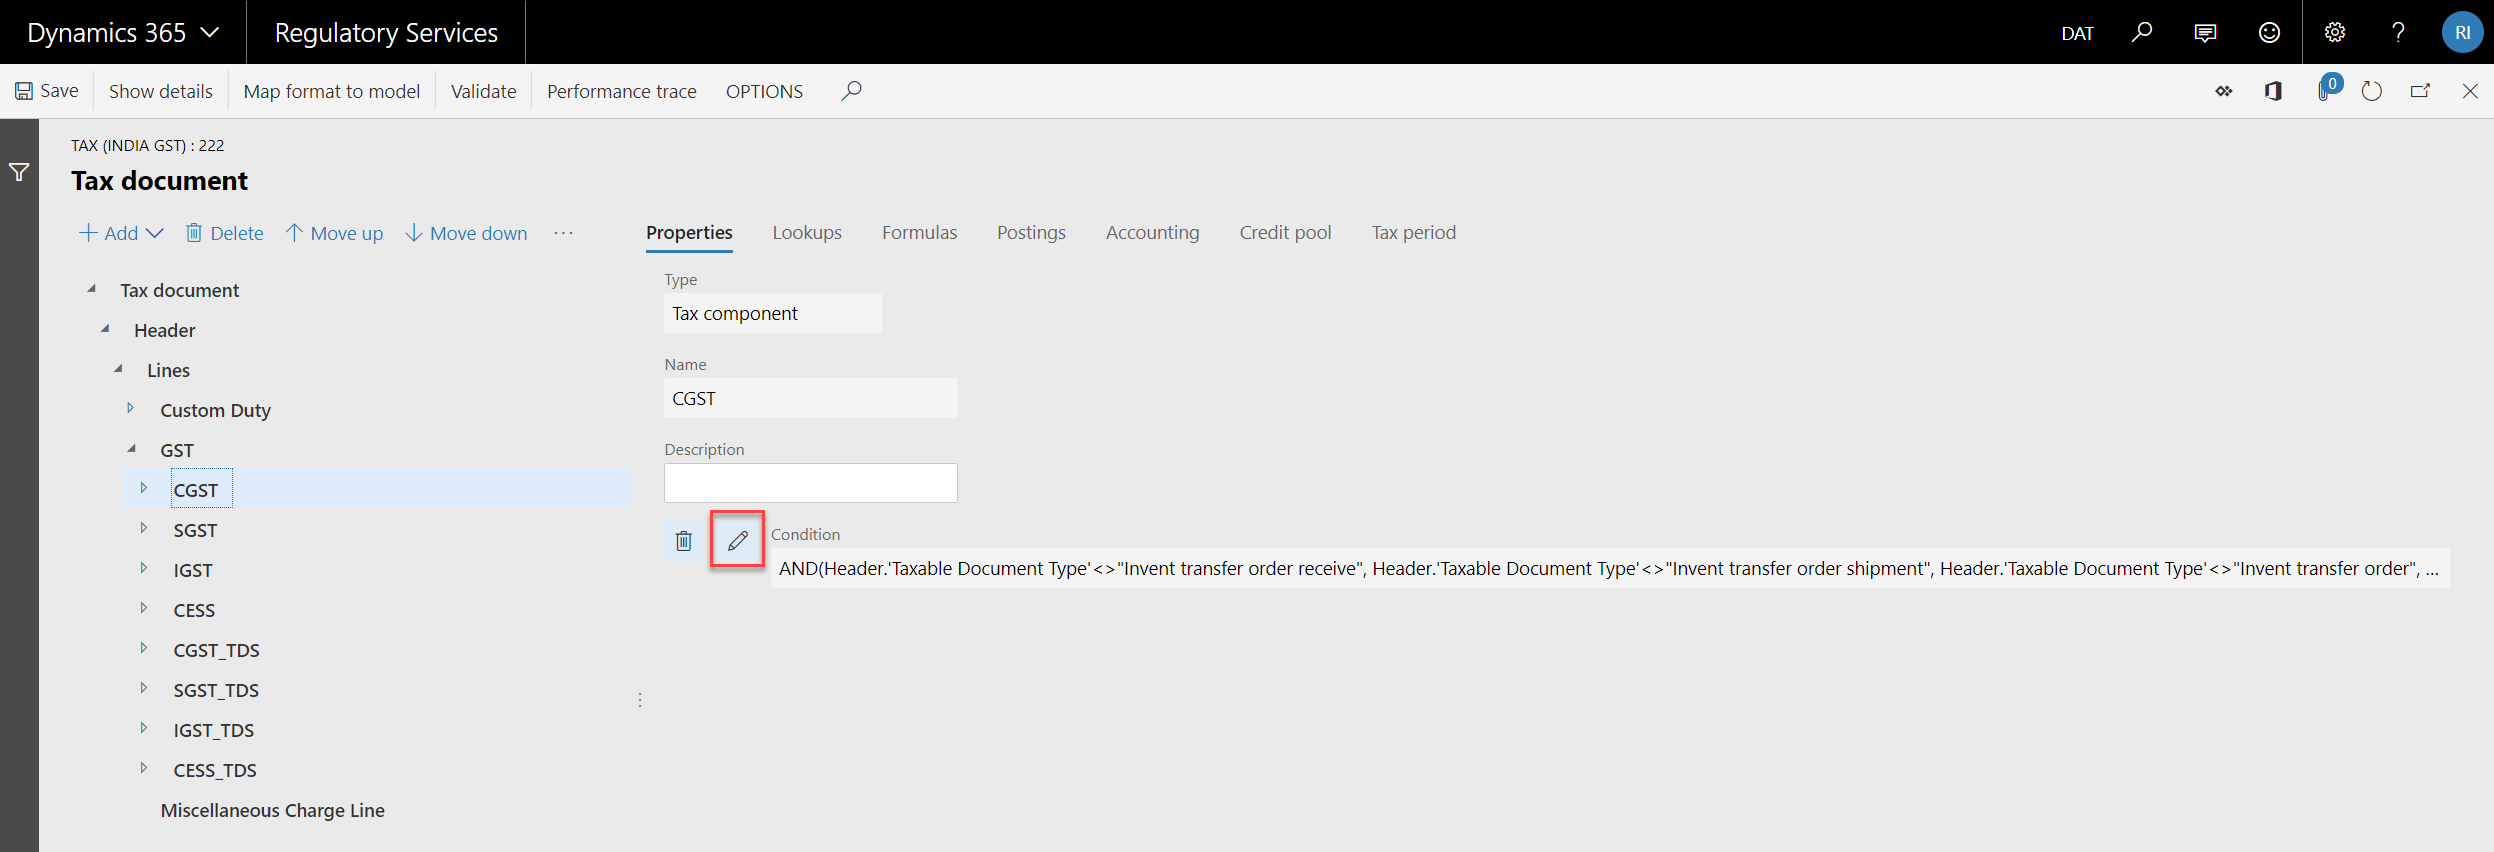 Dynamics 365
Regulatory Services
DAT
?
RI
Save
Show details
Map format to model
Validate
Performance trace
OPTIONS
0
TAX (INDIA GST) : 222
Tax document
Add
Delete
Move up
Move down
...
Properties
Lookups
Formulas
Postings
Accounting
Credit pool
Tax period
Tax document
Header
Lines
Custom Duty
GST
CGST
SGST
IGST
CESS
CGST_TDS
SGST_TDS
IGST_TDS
CESS_TDS
Miscellaneous Charge Line
Type
Tax component
Name
CGST
Description
Condition
AND(Header.'Taxable Document Type'<>"Invent transfer order receive", Header.'Taxable Document Type'<>"Invent transfer order shipment", Header.'Taxable Document Type'<>"Invent transfer order", ...